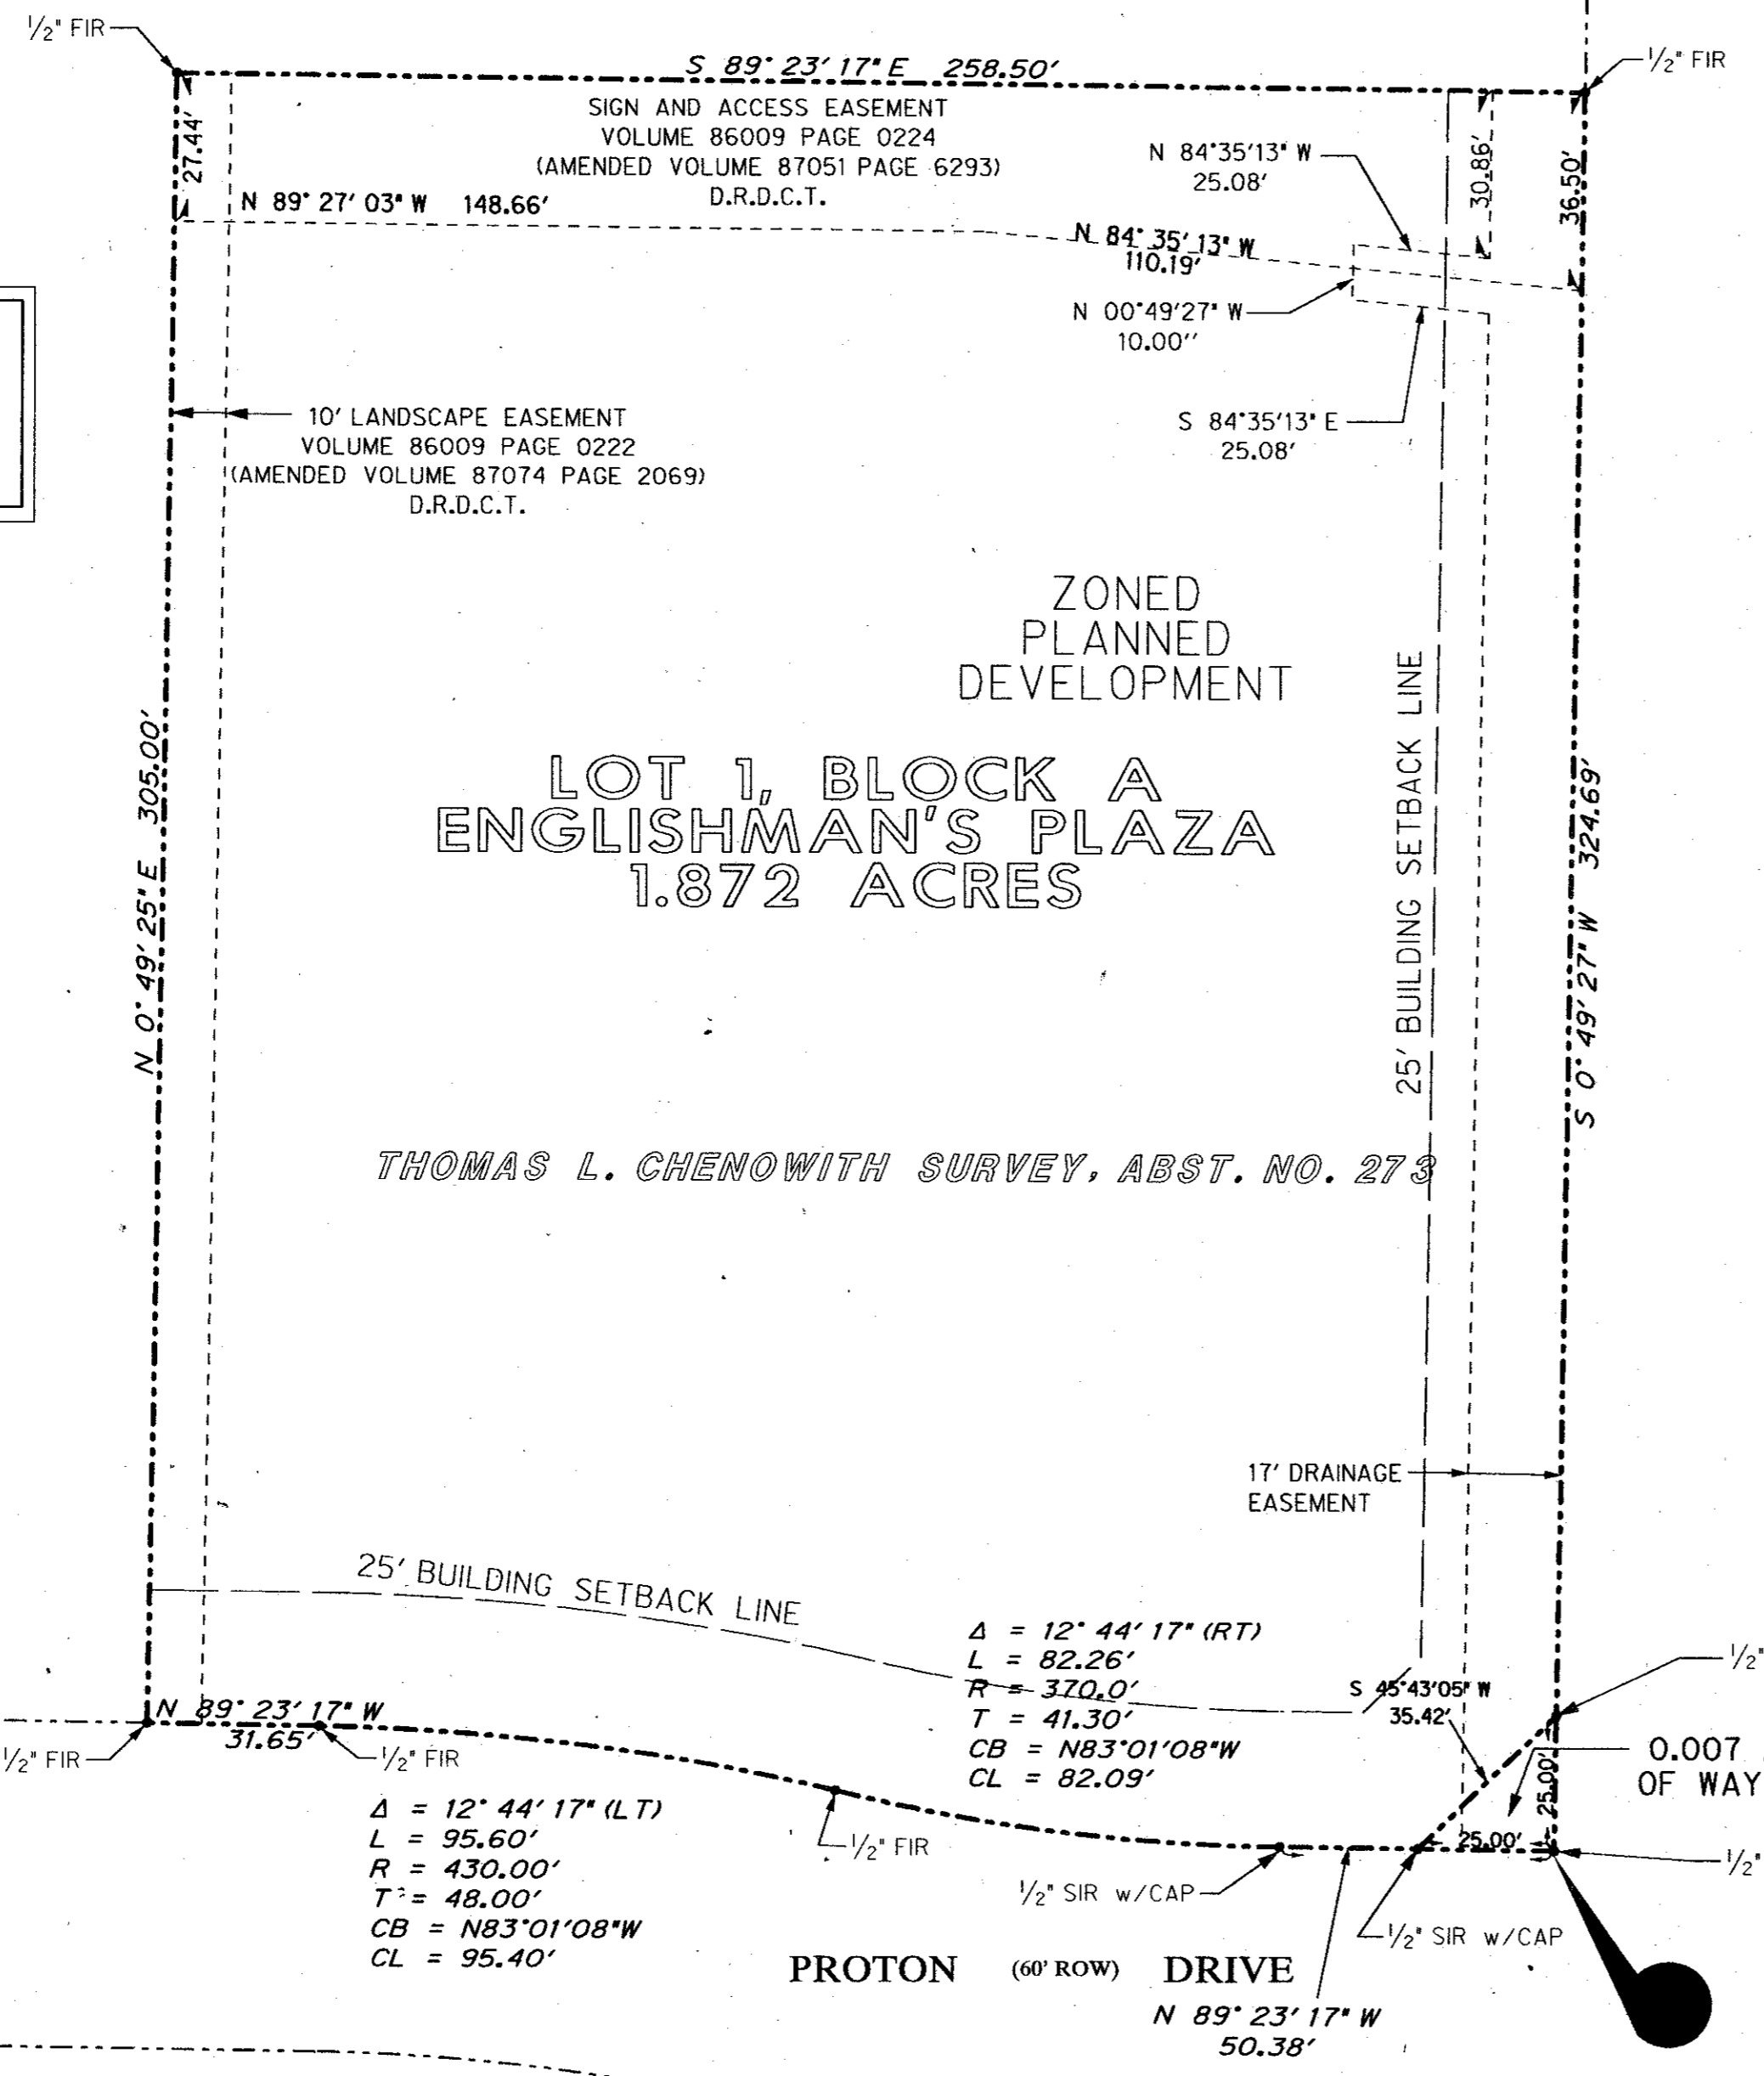 1/2" FIR
S 89° 23' 17" E 258.50'
1/2" FIR
SIGN AND ACCESS EASEMENT
VOLUME 86009 PAGE 0224
(AMENDED VOLUME 87051 PAGE 6293)
D.R.D.C.T.
27.44'
N 89° 27' 03" W 148.66'
N 84°35'13" W
25.08'
30.86'
36.50'
N 84° 35' 13" W
110.19'
N 00°49'27" W
10.00''
S 84°35'13" E
25.08'
10' LANDSCAPE EASEMENT
VOLUME 86009 PAGE 0222
(AMENDED VOLUME 87074 PAGE 2069)
D.R.D.C.T.
ZONED
PLANNED
DEVELOPMENT
LOT 1, BLOCK A
ENGLISHMAN'S PLAZA
1.872 ACRES
N 0° 49' 25" E 305.00'
25' BUILDING SETBACK LINE
S 0° 49' 27" W 324.69'
THOMAS L. CHENOWITH SURVEY, ABST. NO. 273
17' DRAINAGE
EASEMENT
25' BUILDING SETBACK LINE
Δ = 12° 44' 17" (RT)
L = 82.26'
R = 370.0'
T = 41.30'
CB = N83°01'08"W
CL = 82.09'
S 45°43'05" W
35.42'
1/2"
N 89° 23' 17" W
31.65'
1/2" FIR
1/2" FIR
0.007
OF WAY
25.00'
25.00'
1/2"
Δ = 12° 44' 17" (LT)
L = 95.60'
R = 430.00'
T = 48.00'
CB = N83°01'08"W
CL = 95.40'
1/2" FIR
1/2" SIR w/CAP
1/2" SIR w/CAP
PROTON (60' ROW) DRIVE
N 89° 23' 17" W
50.38'